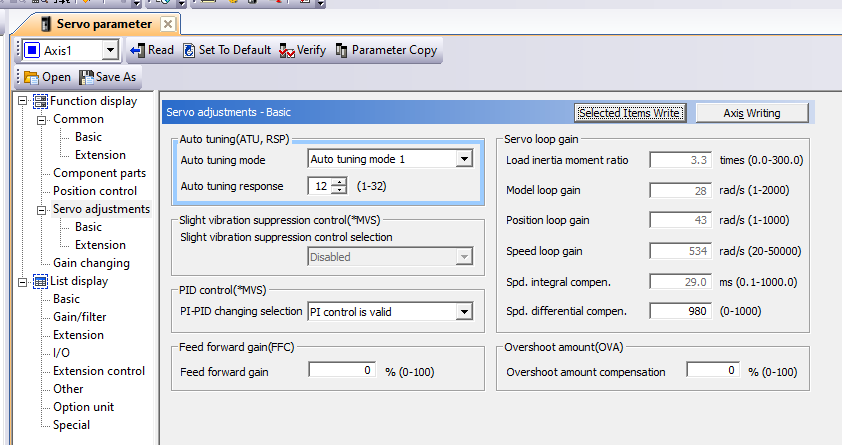 Servo parameter
Axis1
Read
Set To Default
Verify
Parameter Copy
Open
Save As
Function display
Common
Basic
Extension
Component parts
Position control
Servo adjustments
Basic
Extension
Gain changing
List display
Basic
Gain/filter
Extension
I/O
Extension control
Other
Option unit
Special
Servo adjustments - Basic
Selected Items Write
Axis Writing
Auto tuning(ATU, RSP)
Auto tuning mode
Auto tuning mode 1
Auto tuning response
12
(1-32)
Slight vibration suppression control(*MVS)
Slight vibration suppression control selection
Disabled
PID control(*MVS)
PI-PID changing selection
PI control is valid
Feed forward gain(FFC)
Feed forward gain
0
% (0-100)
Servo loop gain
Load inertia moment ratio
3.3
times (0.0-300.0)
Model loop gain
28
rad/s (1-2000)
Position loop gain
43
rad/s (1-1000)
Speed loop gain
534
rad/s (20-50000)
Spd. integral compen.
29.0
ms (0.1-1000.0)
Spd. differential compen.
980
(0-1000)
Overshoot amount(OVA)
Overshoot amount compensation
0
% (0-100)